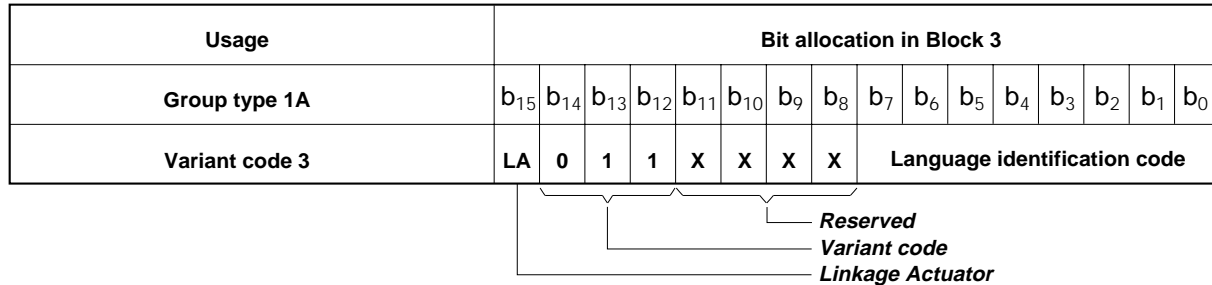 Usage Bit allocation in Block 3
Group type 1A b15 b14 b13 b12 b11 b10 b9 b8 b7 b6 b5 b4 b3 b2 b1 b0
Variant code 3 LA 0 1 1 X X X X Language identification code
Reserved
Variant code
Linkage Actuator